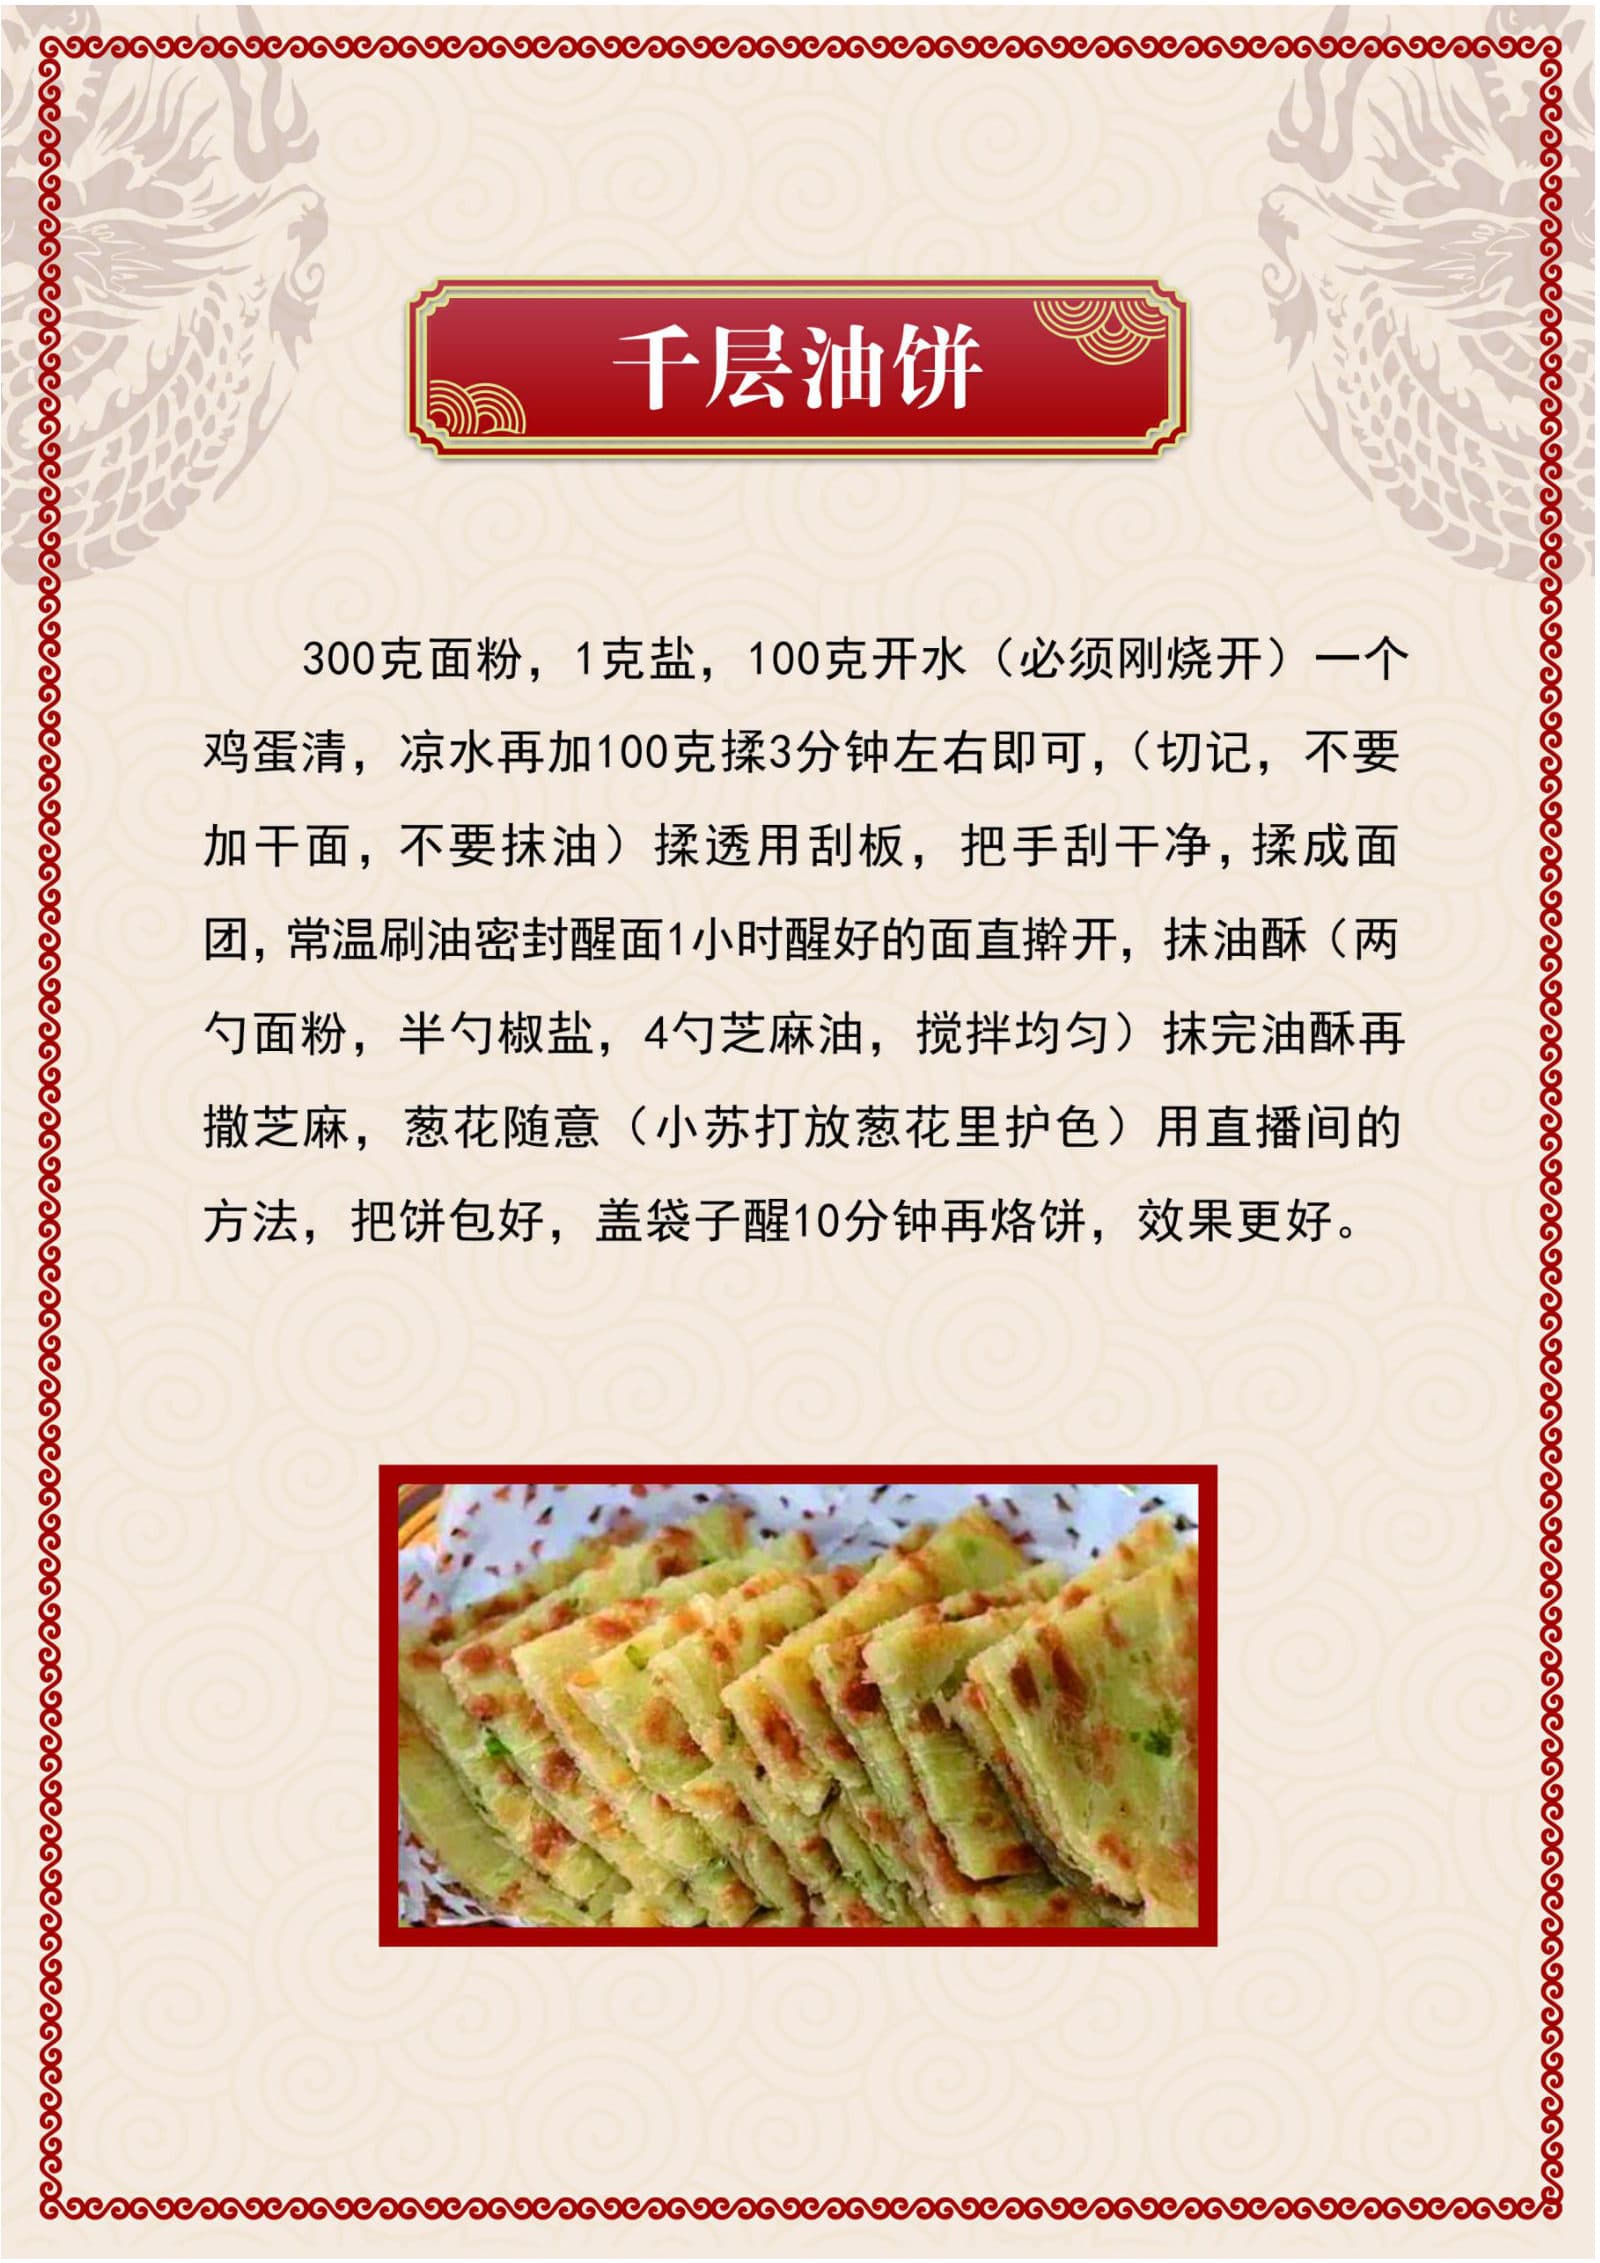 千层油饼
300克面粉，1克盐，100克开水（必须刚烧开）一个
鸡蛋清，凉水再加100克揉3分钟左右即可，（切记，不要
加干面，不要抹油）揉透用刮板，把手刮干净，揉成面
团，常温刷油密封醒面1小时醒好的面直擀开，抹油酥（两
勺面粉，半勺椒盐，4勺芝麻油，搅拌均匀）抹完油酥再
撒芝麻，葱花随意（小苏打放葱花里护色）用直播间的
方法，把饼包好，盖袋子醒10分钟再烙饼，效果更好。